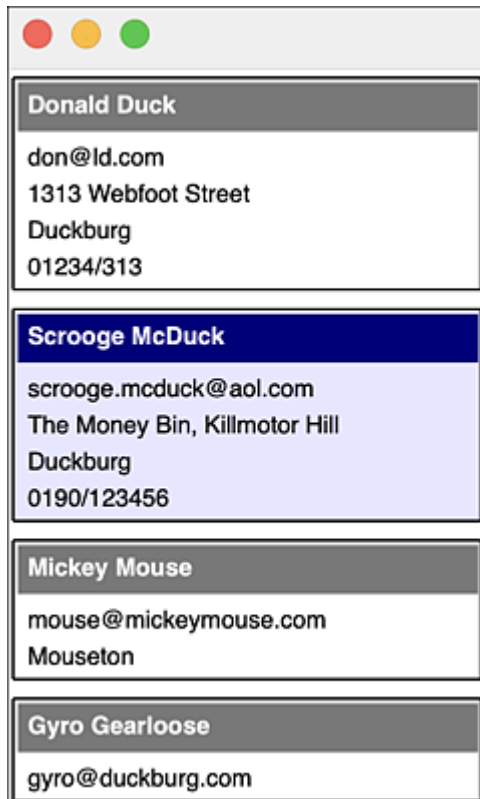 Donald Duck
don@ld.com
1313 Webfoot Street
Duckburg
01234/313
Scrooge McDuck
scrooge.mcduck@aol.com
The Money Bin, Killmotor Hill
Duckburg
0190/123456
Mickey Mouse
mouse@mickeymouse.com
Mouseton
Gyro Gearloose
gyro@duckburg.com